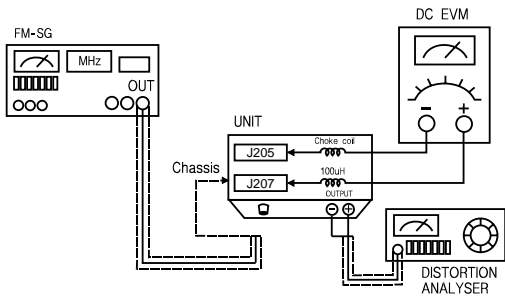 DC EVM
FM-SG
MHz
OUT
UNIT
Choke coil
J205
Chassis
100uH
J207
OUTPUT
DISTORTION
ANALYSER